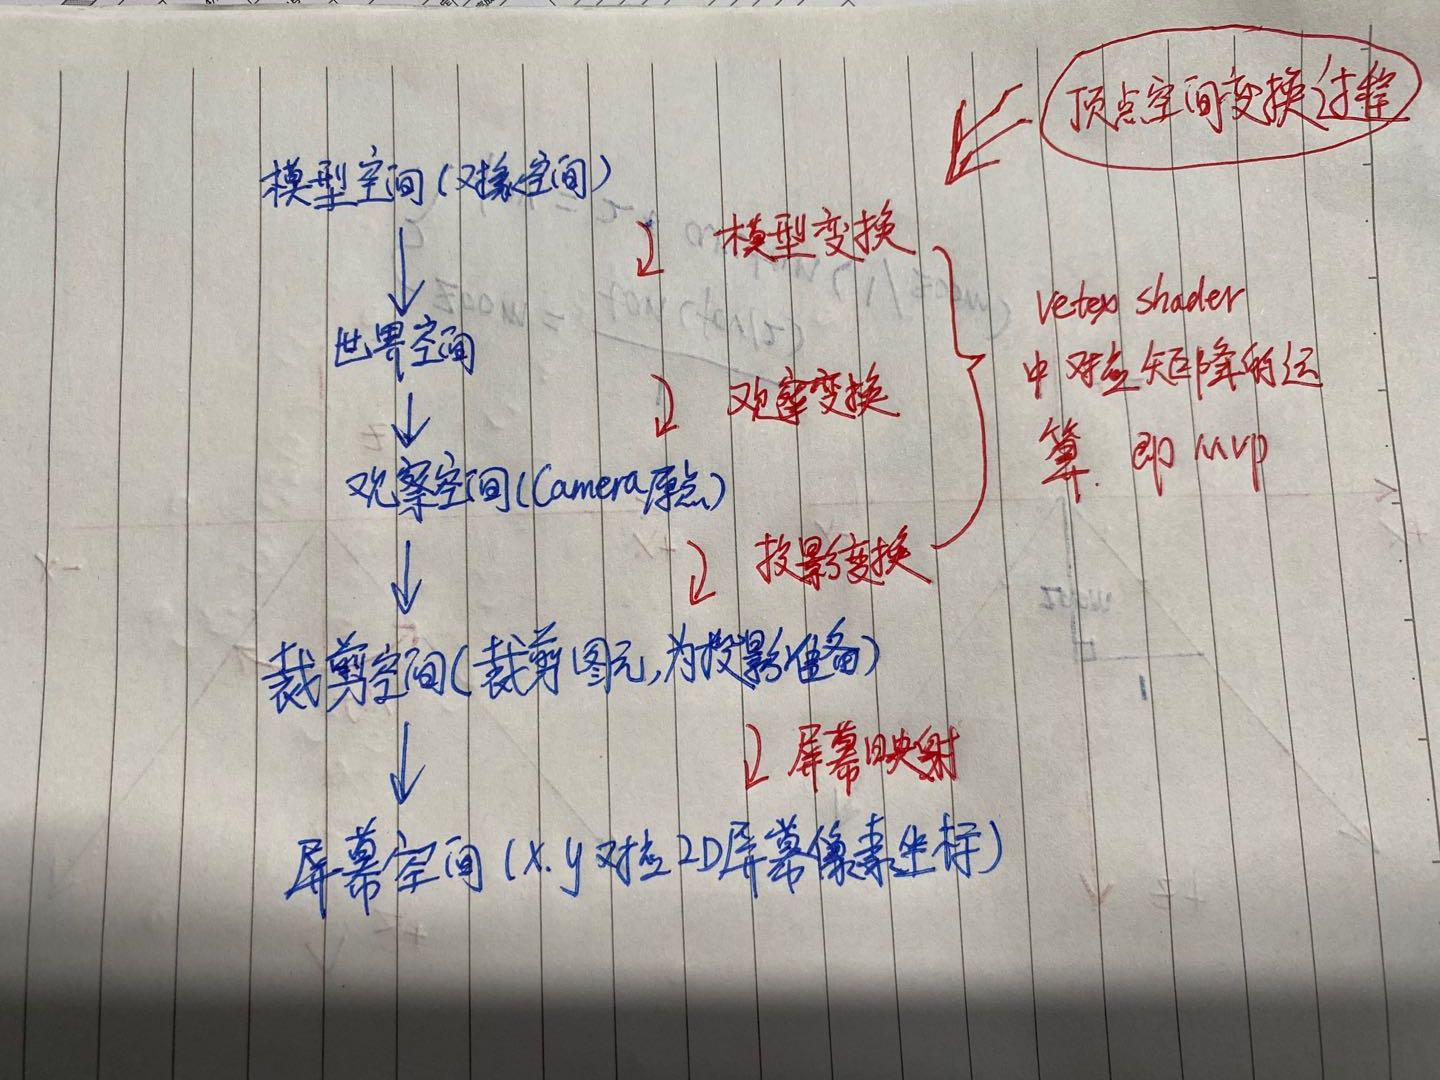 顶点空间变换过程
模型空间(对象空间)
模型变换
世界空间
观察变换
vetex shader
中对应矩阵的运
算. 即 MVP
观察空间(Camera原点)
投影变换
裁剪空间(裁剪图元,为投影准备)
屏幕映射
屏幕空间(x.y对应2D屏幕像素坐标)